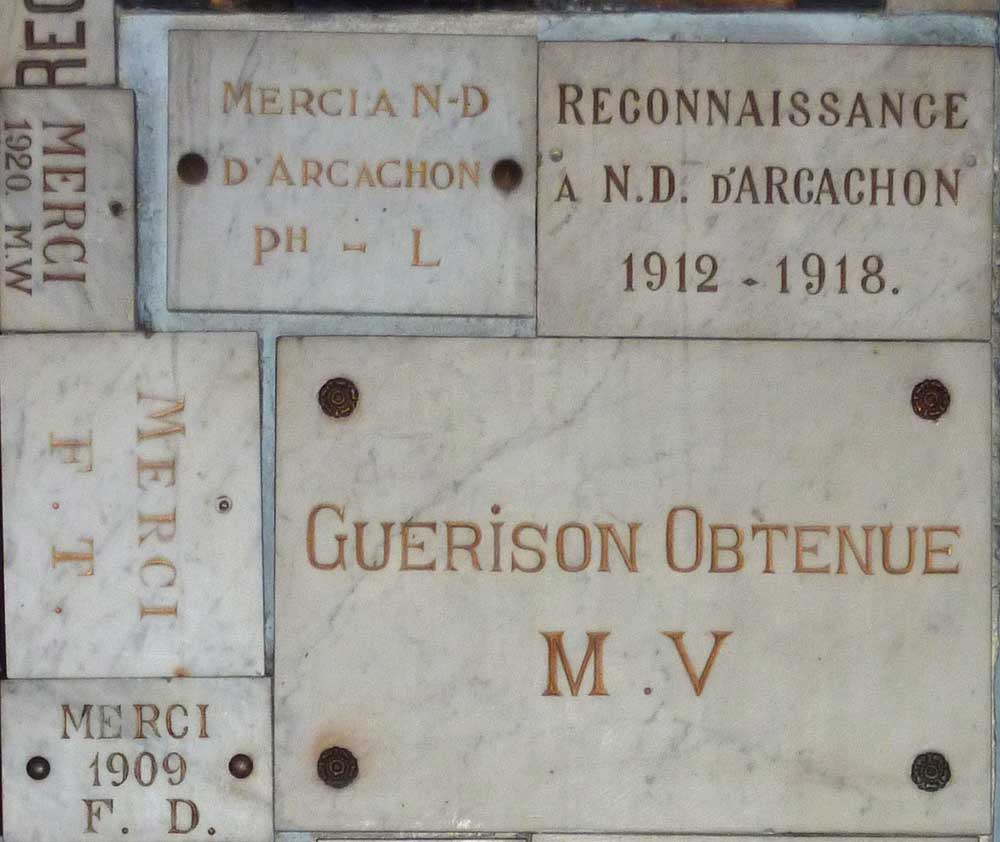 MERCI
1920. M.W
MERCI A N-D
D'ARCACHON
PH - L
RECONNAISSANCE
A N.D. D'ARCACHON
1912 - 1918.
MERCI
F. T.
GUERISON OBTENUE
M.V
MERCI
1909
F. D.